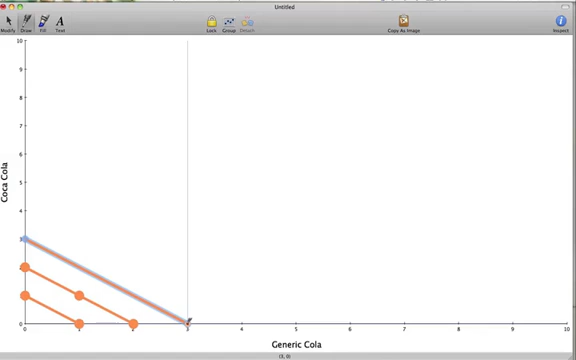 Untitled
Modify Draw Fill Text Lock Group Detach Copy As Image Inspect
10
9
8
7
6
5
4
3
Coca Cola
0 1 2 3 4 5 6 7 8 9 10
0
Generic Cola
(3, 0)